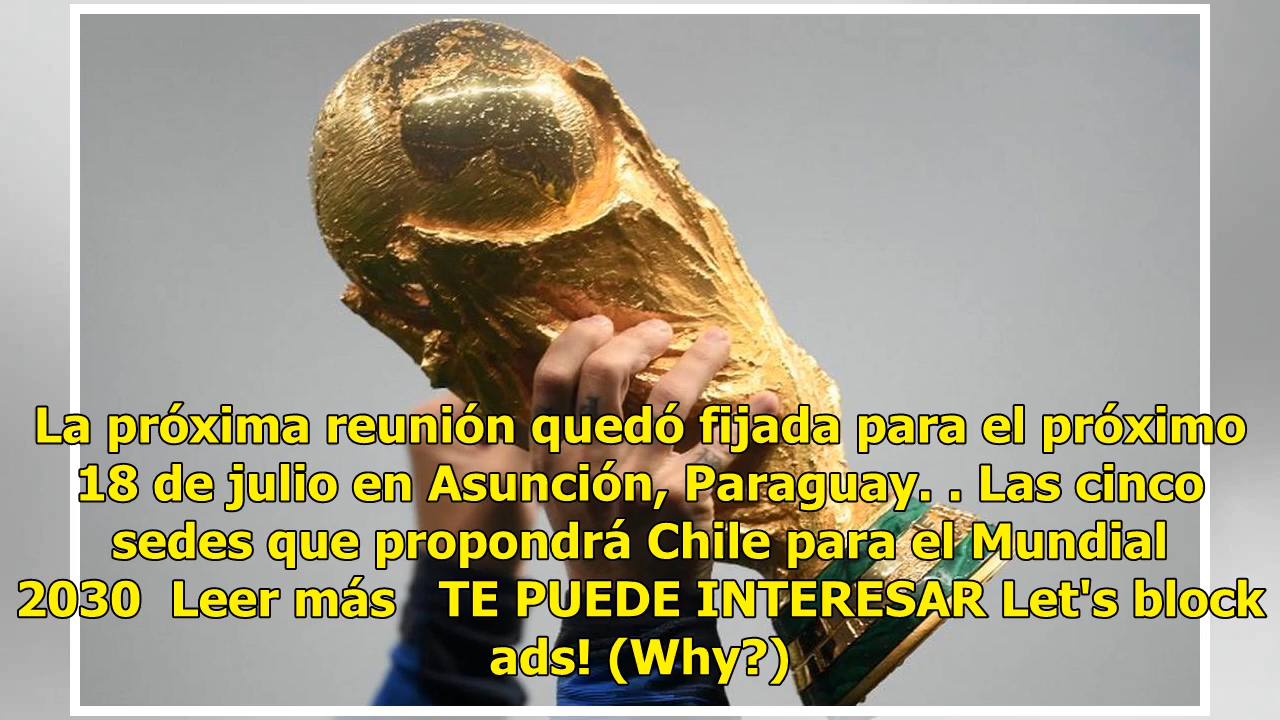 La próxima reunión quedó fijada para el próximo
18 de julio en Asunción, Paraguay. . Las cinco
sedes que propondrá Chile para el Mundial
2030  Leer más   TE PUEDE INTERESAR Let's block
ads! (Why?)